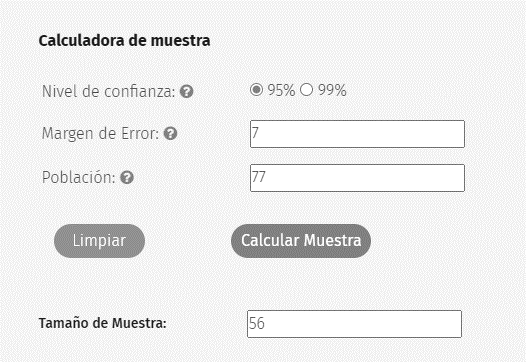 Calculadora de muestra
Nivel de confianza: ? 95% 99%
Margen de Error: ? 7
Población: ? 77
Limpiar Calcular Muestra
Tamaño de Muestra: 56